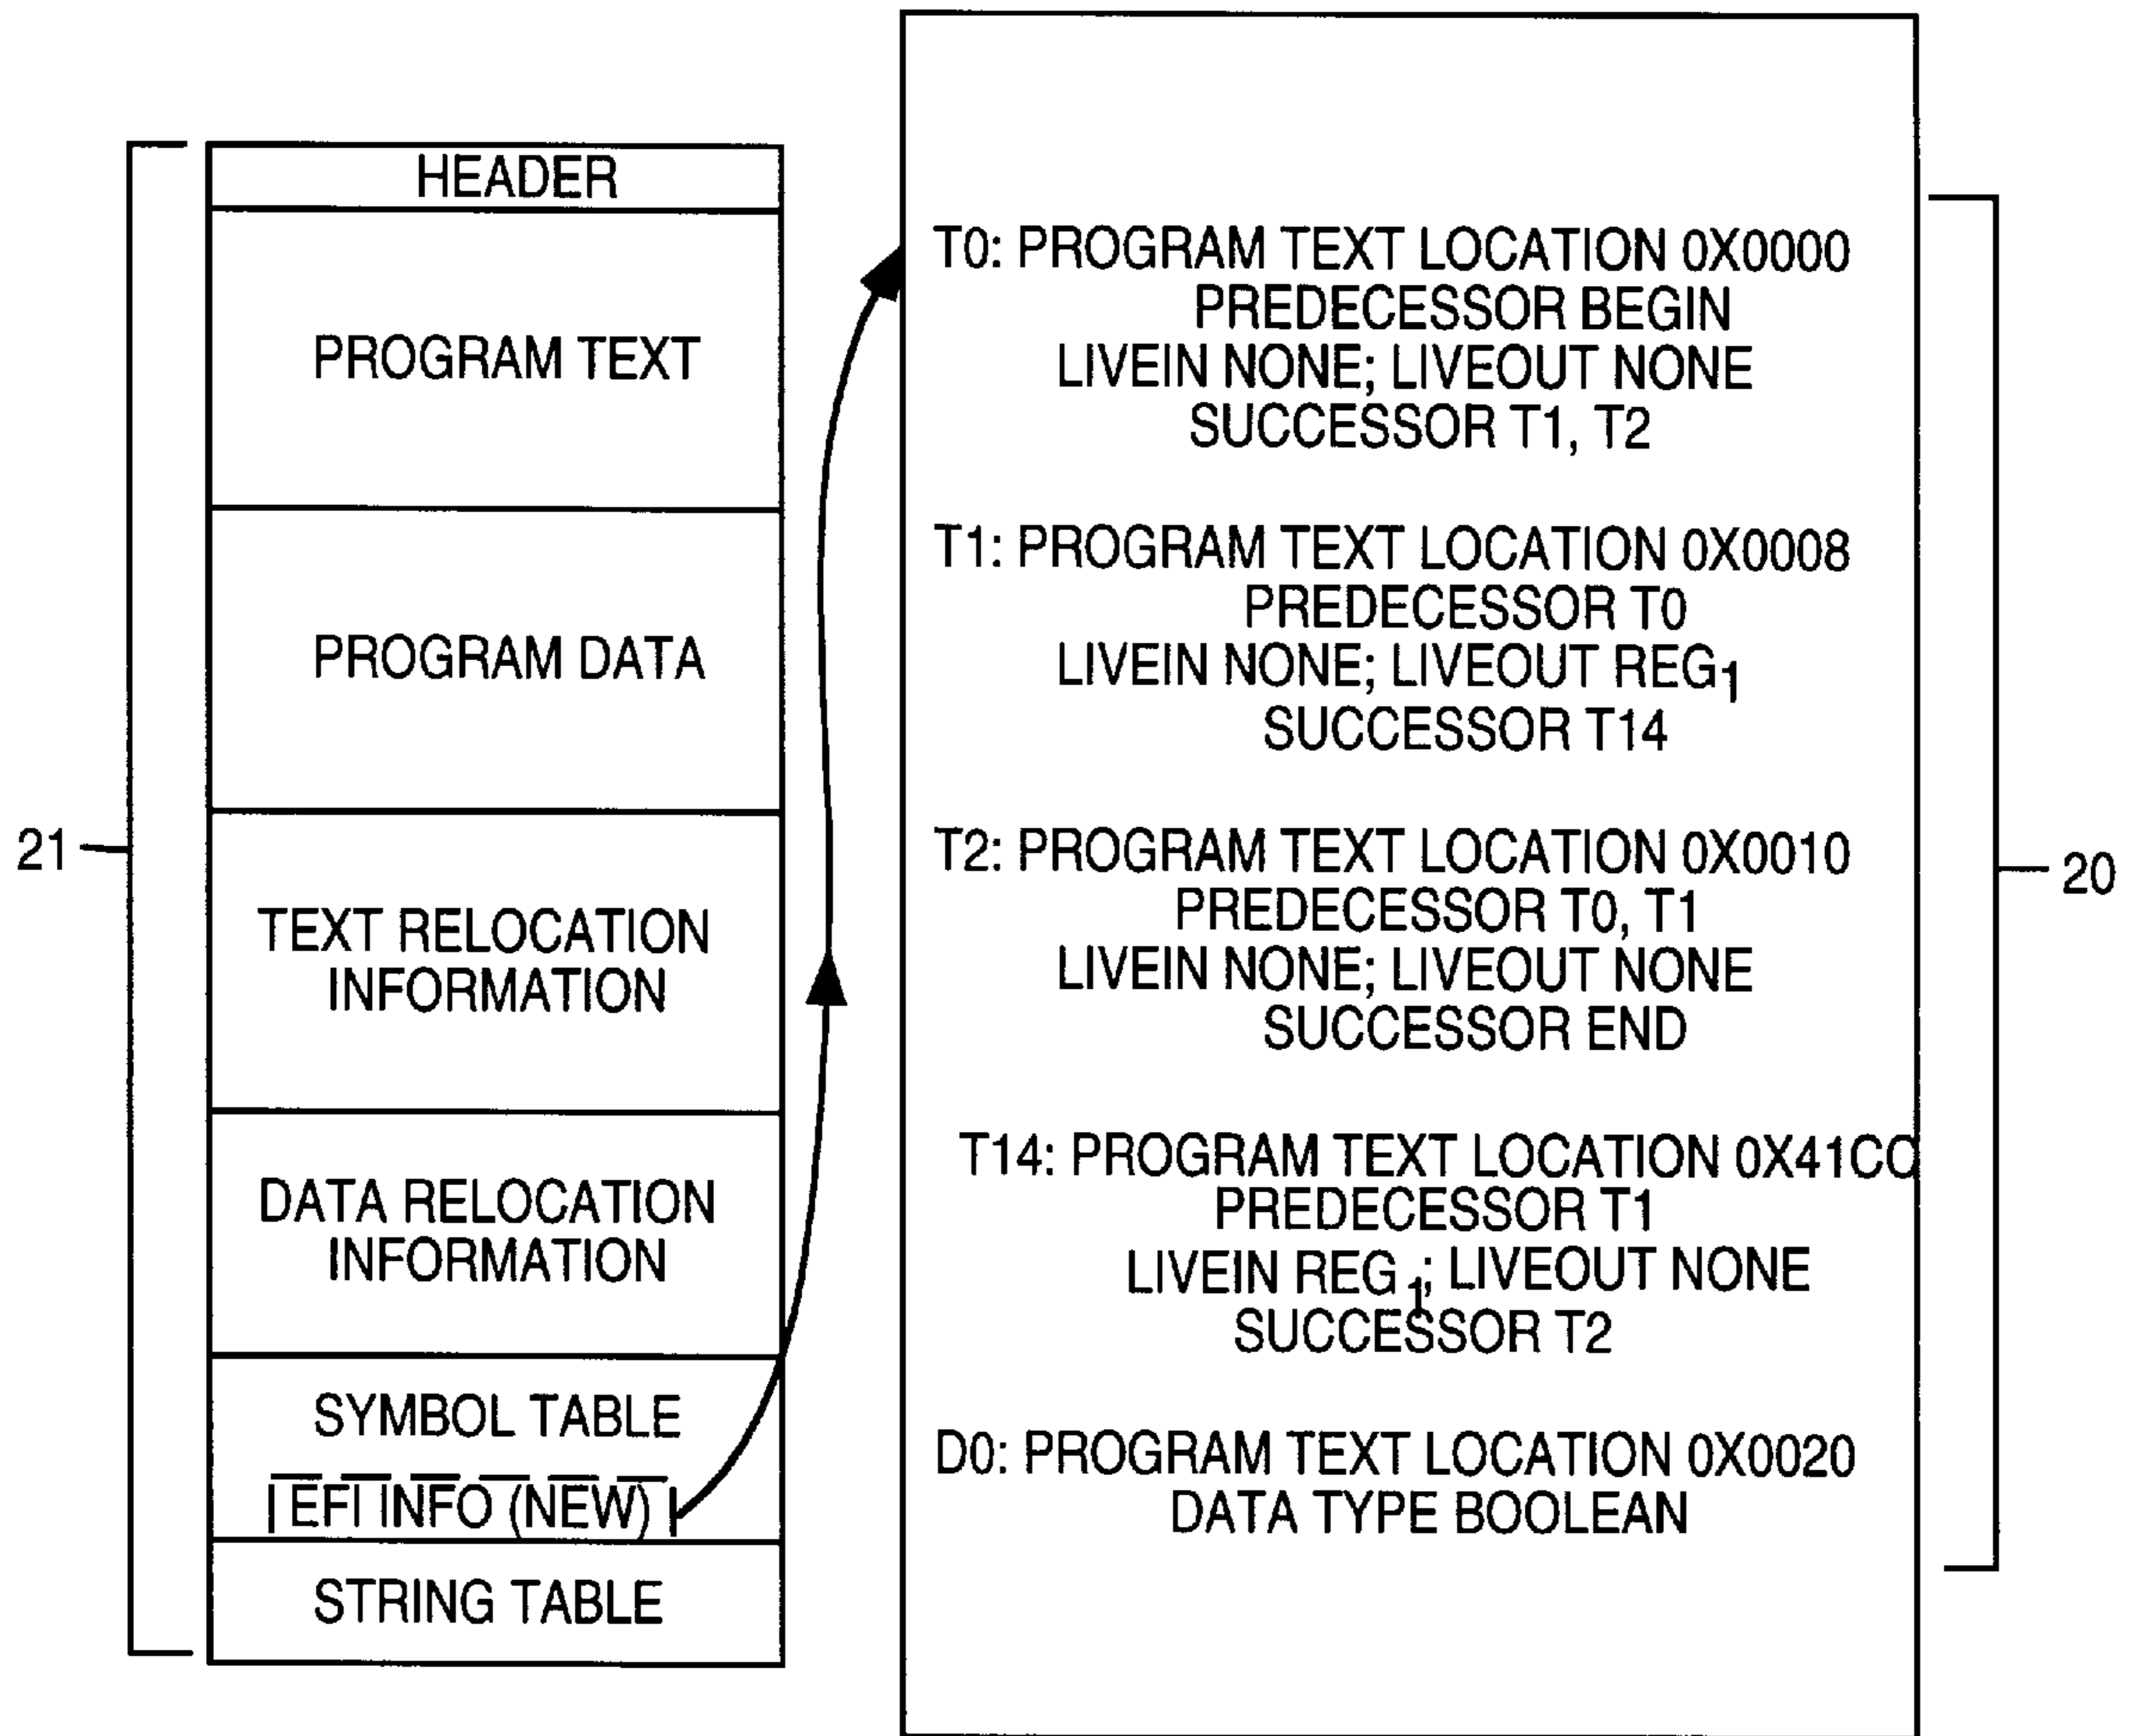 HEADER
PROGRAM TEXT
PROGRAM DATA
TEXT RELOCATION
INFORMATION
DATA RELOCATION
INFORMATION
SYMBOL TABLE
EFI INFO (NEW)
STRING TABLE
21
T0: PROGRAM TEXT LOCATION 0X0000
PREDECESSOR BEGIN
LIVEIN NONE; LIVEOUT NONE
SUCCESSOR T1, T2
T1: PROGRAM TEXT LOCATION 0X0008
PREDECESSOR T0
LIVEIN NONE; LIVEOUT REG1
SUCCESSOR T14
T2: PROGRAM TEXT LOCATION 0X0010
PREDECESSOR T0, T1
LIVEIN NONE; LIVEOUT NONE
SUCCESSOR END
T14: PROGRAM TEXT LOCATION 0X41CC
PREDECESSOR T1
LIVEIN REG 1; LIVEOUT NONE
SUCCESSOR T2
D0: PROGRAM TEXT LOCATION 0X0020
DATA TYPE BOOLEAN
20